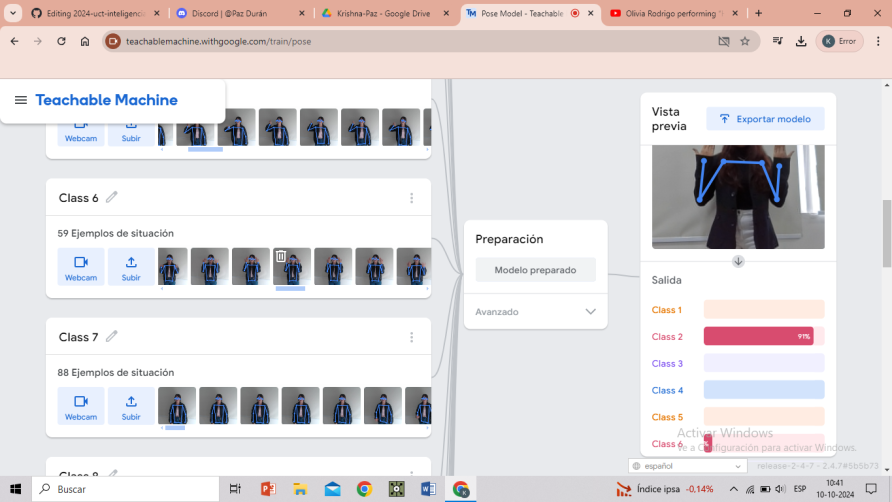 Editing 2024-uct-inteligenci
Discord | @Paz Durán
Krishna-Paz - Google Drive
Pose Model - Teachable
Olivia Rodrigo performing "
teachablemachine.withgoogle.com/train/pose
K Error
Teachable Machine
Webcam
Subir
Class 6
59 Ejemplos de situación
Webcam
Subir
Class 7
88 Ejemplos de situación
Webcam
Subir
Class 8
Preparación
Modelo preparado
Avanzado
Vista previa
Exportar modelo
Salida
Class 1
Class 2
91%
Class 3
Class 4
Class 5
Class 6
Activar Windows
Ve a Configuración para activar Windows.
español
release-2-4-7 - 2.4.7#5b5b73
Buscar
Índice ipsa -0,14%
ESP
10:41
10-10-2024